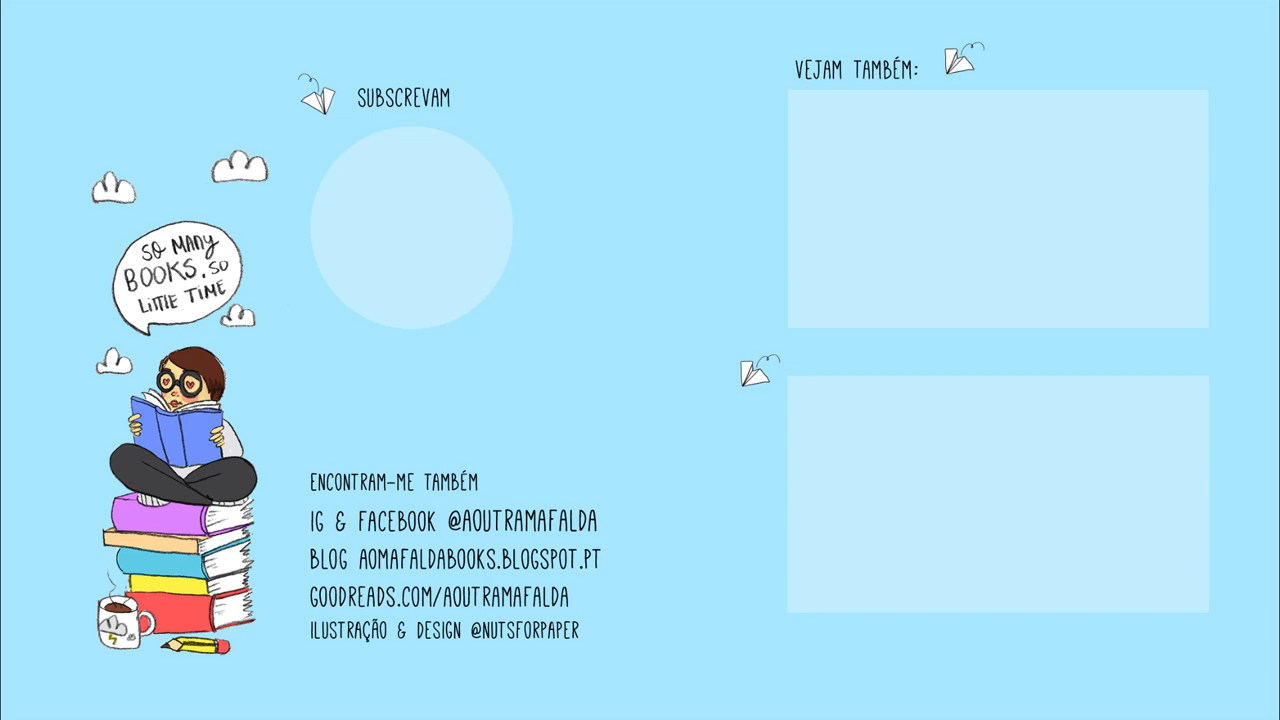 SUBSCREVAM
VEJAM TAMBÉM:
SO MANY
BOOKS, SO
LITTLE TIME
ENCONTRAM-ME TAMBÉM
IG & FACEBOOK @AOUTRAMAFALDA
BLOG AOMAFALDABOOKS.BLOGSPOT.PT
GOODREADS.COM/AOUTRAMAFALDA
ILUSTRAÇÃO & DESIGN @NUTSFORPAPER